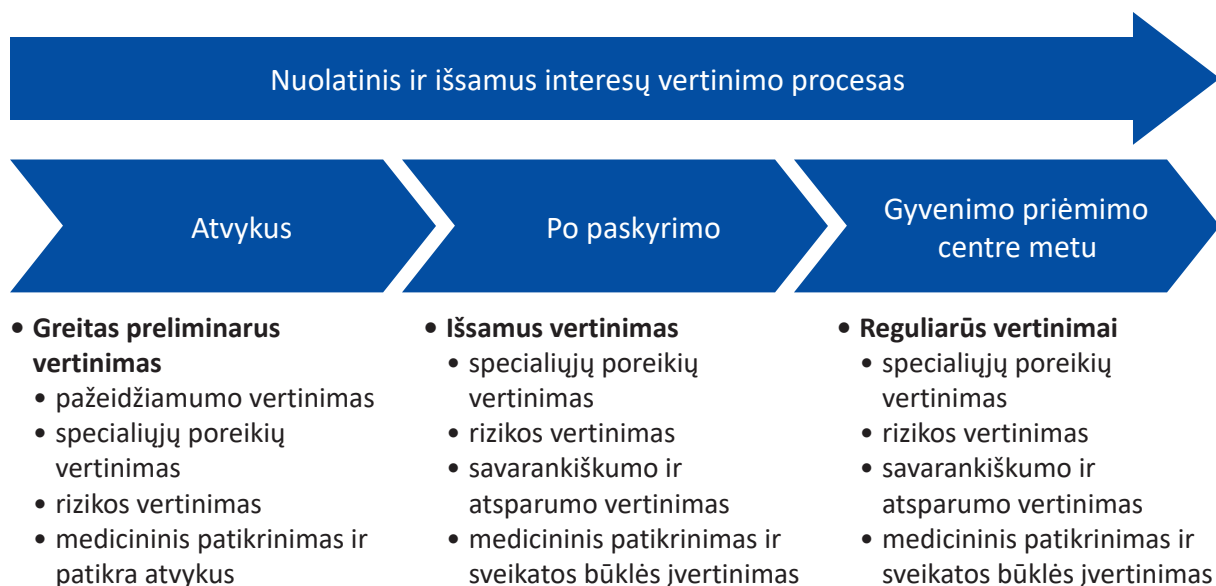 Nuolatinis ir išsamus interesų vertinimo procesas
Atvykus
Po paskyrimo
Gyvenimo priėmimo
centre metu
• Greitas preliminarus
vertinimas
• pažeidžiamumo vertinimas
• specialiųjų poreikių
vertinimas
• rizikos vertinimas
• medicininis patikrinimas ir
patikra atvykus
• Išsamus vertinimas
• specialiųjų poreikių
vertinimas
• rizikos vertinimas
• savarankiškumo ir
atsparumo vertinimas
• medicininis patikrinimas ir
sveikatos būklės įvertinimas
• Reguliarūs vertinimai
• specialiųjų poreikių
vertinimas
• rizikos vertinimas
• savarankiškumo ir
atsparumo vertinimas
• medicininis patikrinimas ir
sveikatos būklės įvertinimas